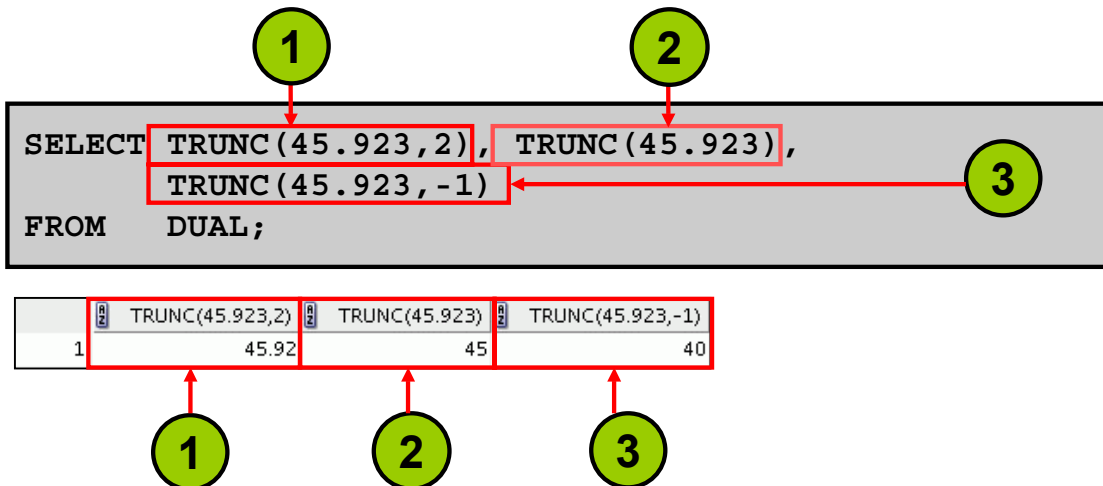 1 2
SELECT TRUNC(45.923,2), TRUNC(45.923),
TRUNC(45.923,-1) 3
FROM DUAL;
TRUNC(45.923,2) TRUNC(45.923) TRUNC(45.923,-1)
1 45.92 45 40
1 2 3